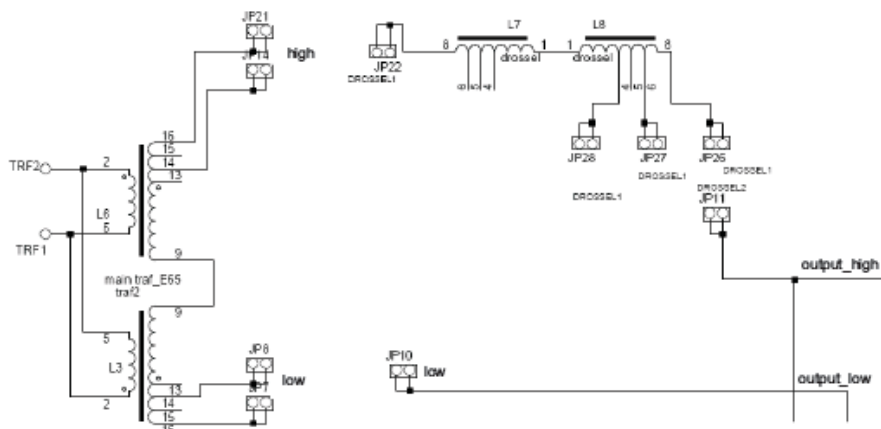 JP21
high
JP14
JP22
DROSSEL1
8
L7
1
drossel
1
L8
drossel
8
JP28
DROSSEL1
JP27
DROSSEL1
JP26
DROSSEL1
DROSSEL2
JP11
16
15
14
13
TRF2
2
L6
6
TRF1
9
main traf_E65
traf2
9
output_high
5
L3
2
JP8
low
JP7
13
14
15
JP10
low
output_low